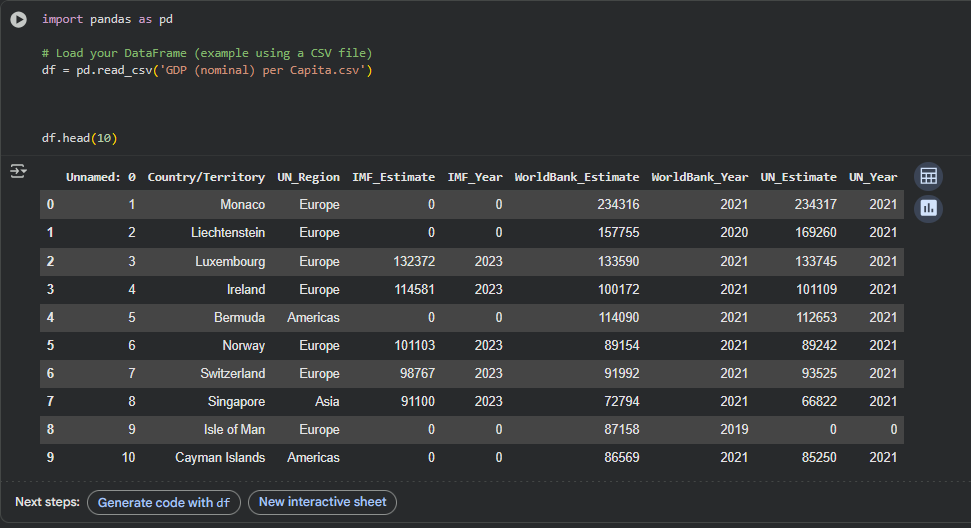 import pandas as pd
# Load your DataFrame (example using a CSV file)
df = pd.read_csv('GDP (nominal) per Capita.csv')
df.head(10)
Unnamed: 0 Country/Territory UN_Region IMF_Estimate IMF_Year WorldBank_Estimate WorldBank_Year UN_Estimate UN_Year
0 1 Monaco Europe 0 0 234316 2021 234317 2021
1 2 Liechtenstein Europe 0 0 157755 2020 169260 2021
2 3 Luxembourg Europe 132372 2023 133590 2021 133745 2021
3 4 Ireland Europe 114581 2023 100172 2021 101109 2021
4 5 Bermuda Americas 0 0 114090 2021 112653 2021
5 6 Norway Europe 101103 2023 89154 2021 89242 2021
6 7 Switzerland Europe 98767 2023 91992 2021 93525 2021
7 8 Singapore Asia 91100 2023 72794 2021 66822 2021
8 9 Isle of Man Europe 0 0 87158 2019 0 0
9 10 Cayman Islands Americas 0 0 86569 2021 85250 2021
Next steps: Generate code with df New interactive sheet